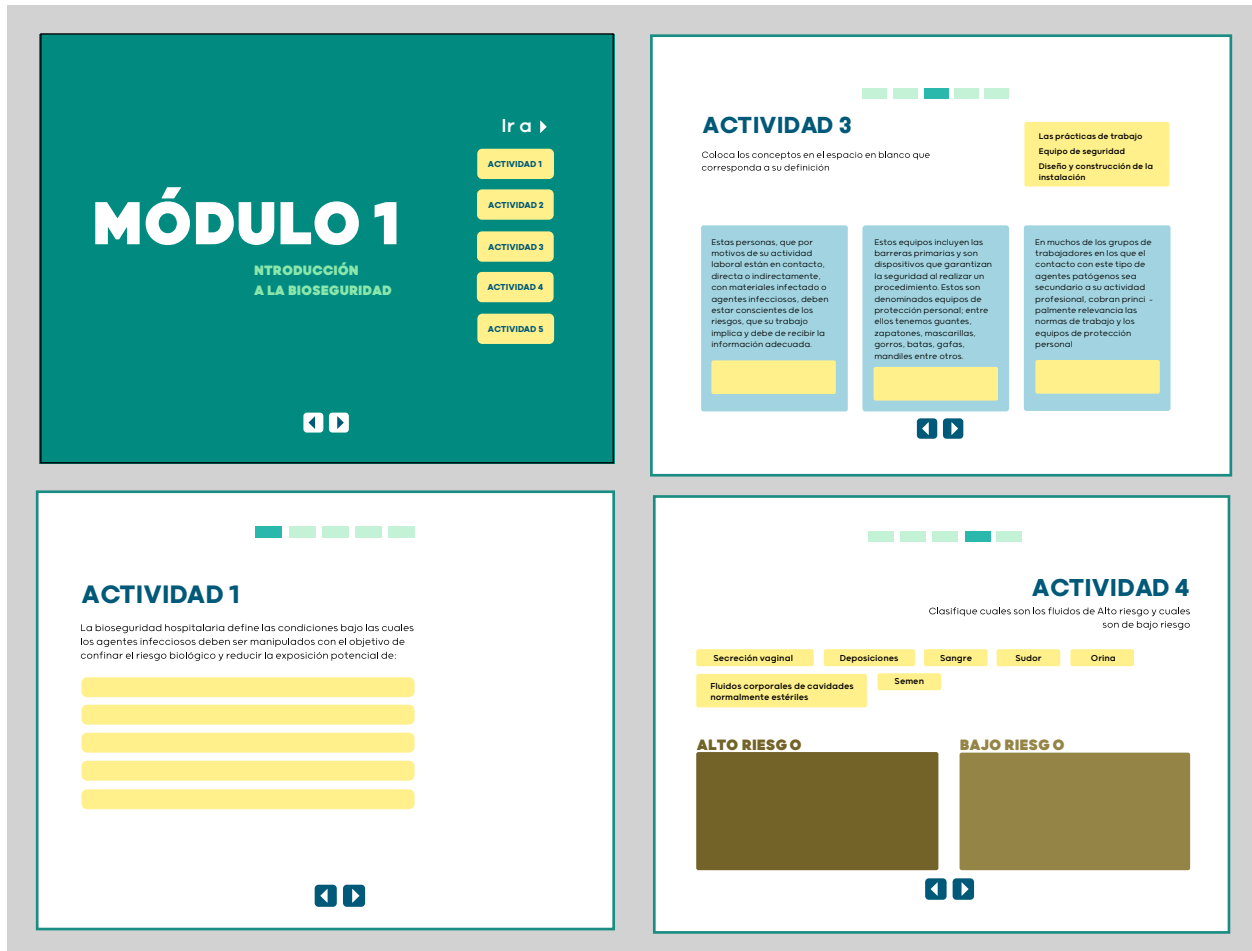 MÓDULO 1
NTRODUCCIÓN
A LA BIOSEGURIDAD
Ir a
ACTIVIDAD 1
ACTIVIDAD 2
ACTIVIDAD 3
ACTIVIDAD 4
ACTIVIDAD 5
ACTIVIDAD 3
Coloca los conceptos en el espacio en blanco que
corresponda a su definición
Las prácticas de trabajo
Equipo de seguridad
Diseño y construcción de la
instalación
Estas personas, que por
motivos de su actividad
laboral están en contacto,
directa o indirectamente,
con materiales infectado o
agentes infecciosos, deben
estar conscientes de los
riesgos, que su trabajo
implica y debe de recibir la
información adecuada.
Estos equipos incluyen las
barreras primarias y son
dispositivos que garantizan
la seguridad al realizar un
procedimiento. Estos son
denominados equipos de
protección personal; entre
ellos tenemos guantes,
zapatones, mascarillas,
gorros, batas, gafas,
mandiles entre otros.
En muchos de los grupos de
trabajadores en los que el
contacto con este tipo de
agentes patógenos sea
secundario a su actividad
profesional, cobran princi -
palmente relevancia las
normas de trabajo y los
equipos de protección
personal
ACTIVIDAD 1
La bioseguridad hospitalaria define las condiciones bajo las cuales
los agentes infecciosos deben ser manipulados con el objetivo de
confinar el riesgo biológico y reducir la exposición potencial de:
ACTIVIDAD 4
Clasifique cuales son los fluidos de Alto riesgo y cuales
son de bajo riesgo
Secreción vaginal
Deposiciones
Sangre
Sudor
Orina
Fluidos corporales de cavidades
normalmente estériles
Semen
ALTO RIESGO
BAJO RIESGO